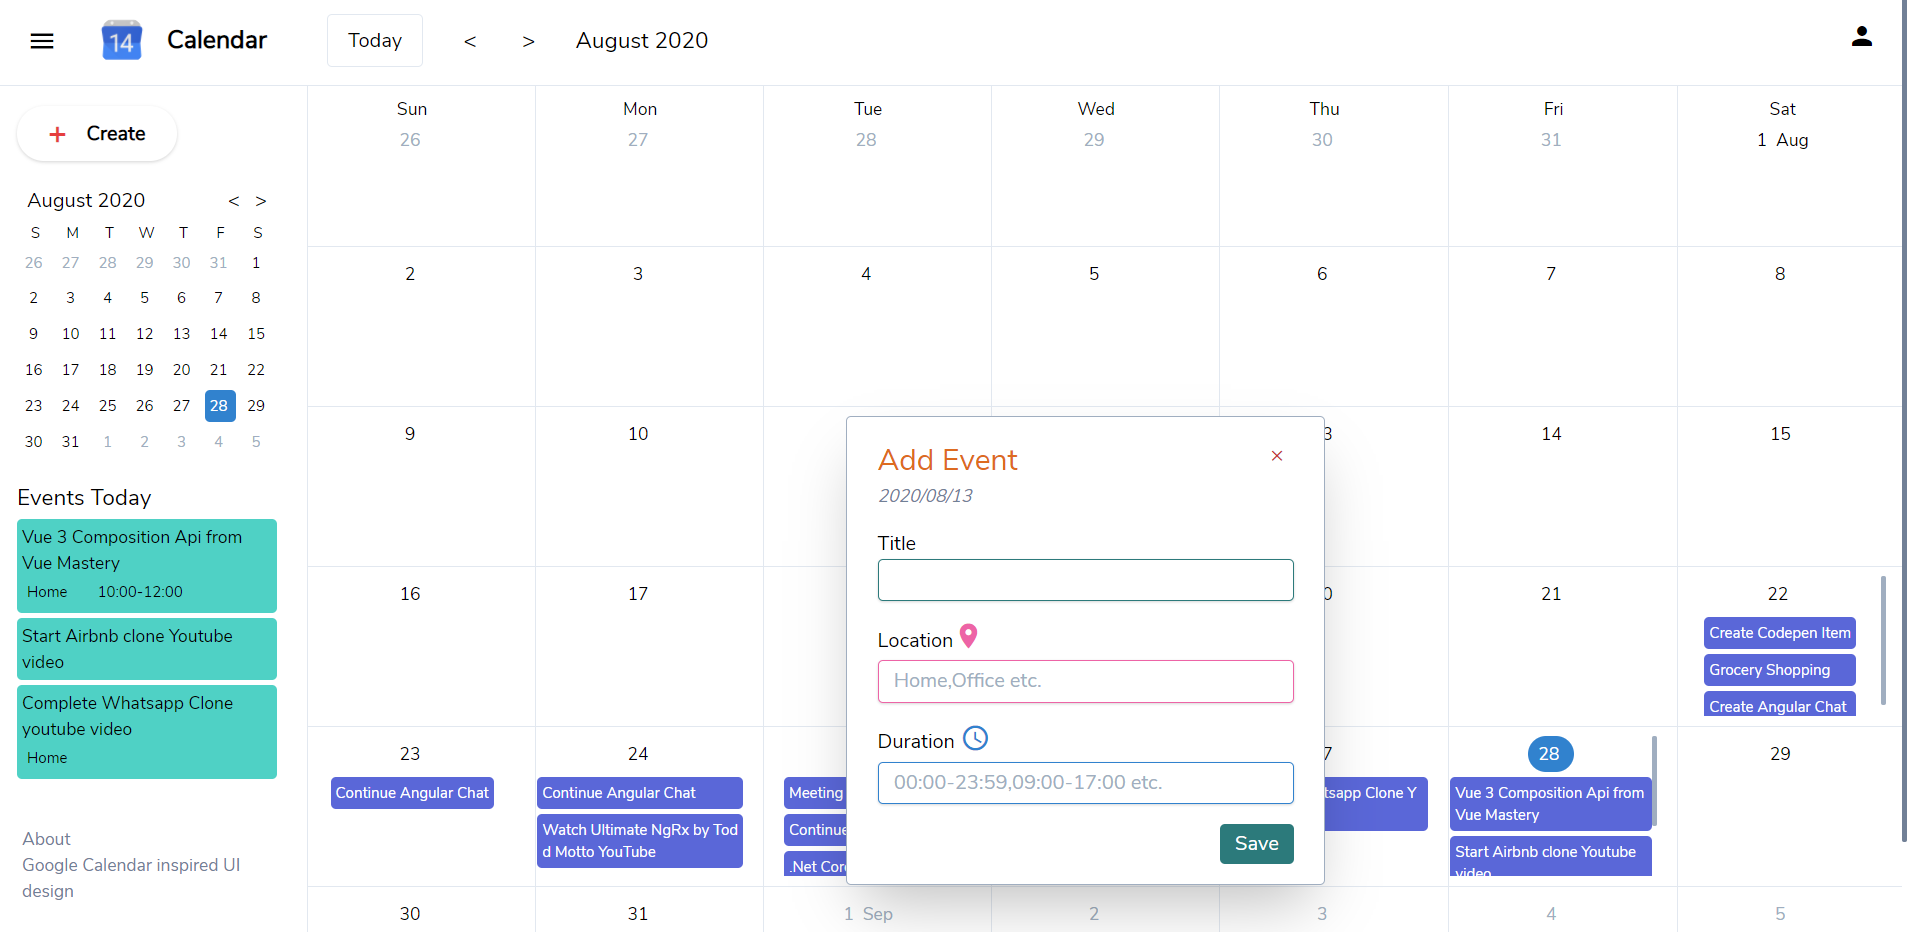 14
Calendar
Today
<
>
August 2020
+ Create
August 2020 < >
S M T W T F S
26 27 28 29 30 31 1
2 3 4 5 6 7 8
9 10 11 12 13 14 15
16 17 18 19 20 21 22
23 24 25 26 27 28 29
30 31 1 2 3 4 5
Events Today
Vue 3 Composition Api from
Vue Mastery
Home 10:00-12:00
Start Airbnb clone Youtube
video
Complete Whatsapp Clone
youtube video
Home
About
Google Calendar inspired UI
design
Sun Mon Tue Wed Thu Fri Sat
26 27 28 29 30 31 1 Aug
2 3 4 5 6 7 8
9 10 3 14 15
16 17 0 21 22
Create Codepen Item
Grocery Shopping
Create Angular Chat
23 24 7 28 29
Continue Angular Chat
Continue Angular Chat
Watch Ultimate NgRx by Tod
d Motto YouTube
Meeting
Continue
.Net Cor
tsapp Clone Y
Vue 3 Composition Api from
Vue Mastery
Start Airbnb clone Youtube
video
30 31 1 Sep 2 3 4 5
Add Event
×
2020/08/13
Title
Location
Home,Office etc.
Duration
00:00-23:59,09:00-17:00 etc.
Save